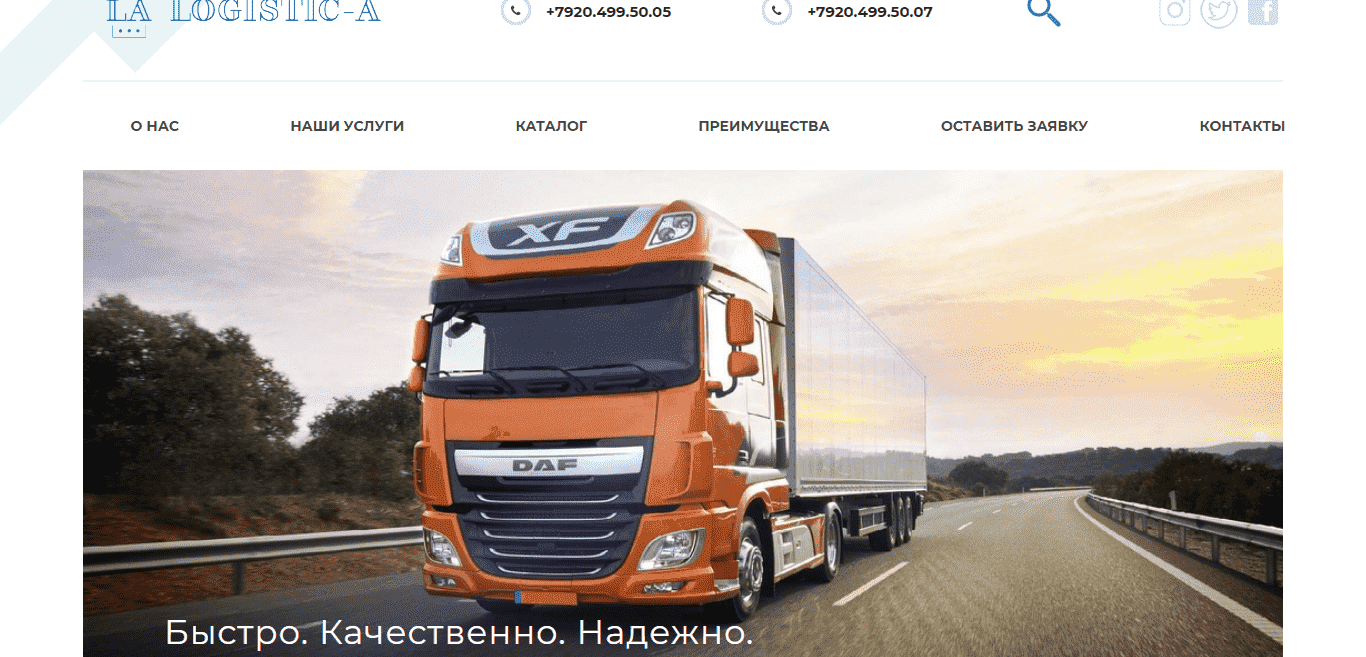 LA LOGISTIC-A
+7920.499.50.05
+7920.499.50.07
О НАС
НАШИ УСЛУГИ
КАТАЛОГ
ПРЕИМУЩЕСТВА
ОСТАВИТЬ ЗАЯВКУ
КОНТАКТЫ
XF
DAF
Быстро. Качественно. Надежно.